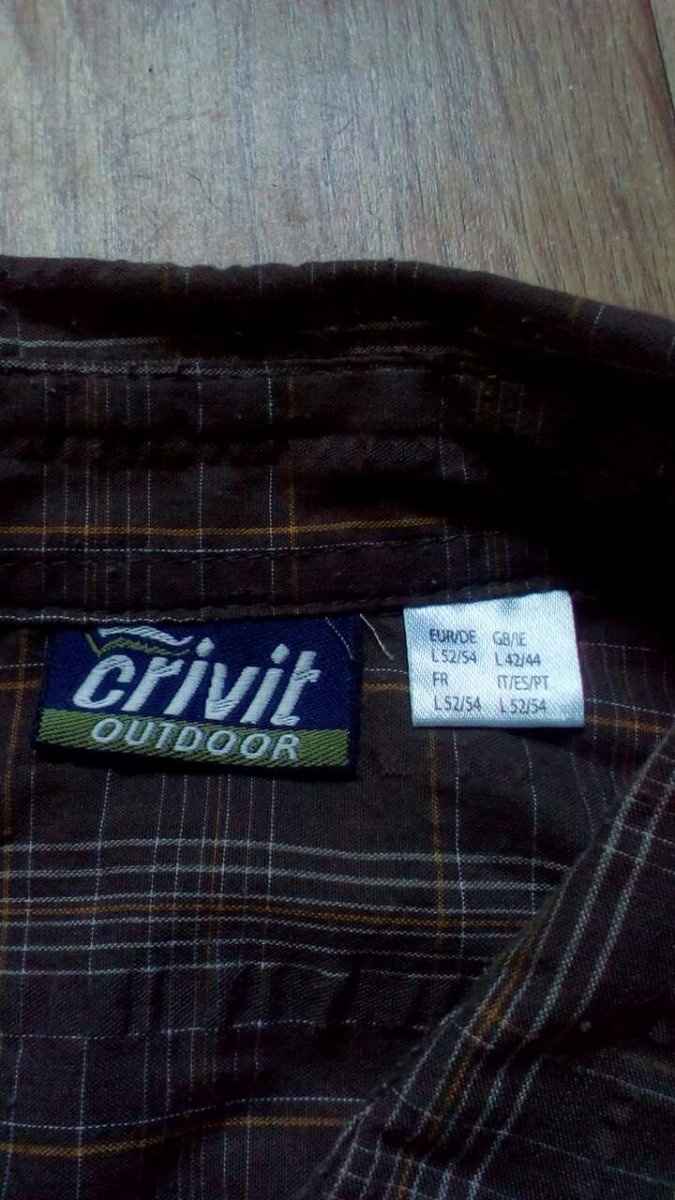 crivit
OUTDOOR
EUR/DE GB/IE
L 52/54 L 42/44
FR IT/ES/PT
L 52/54 L 52/54